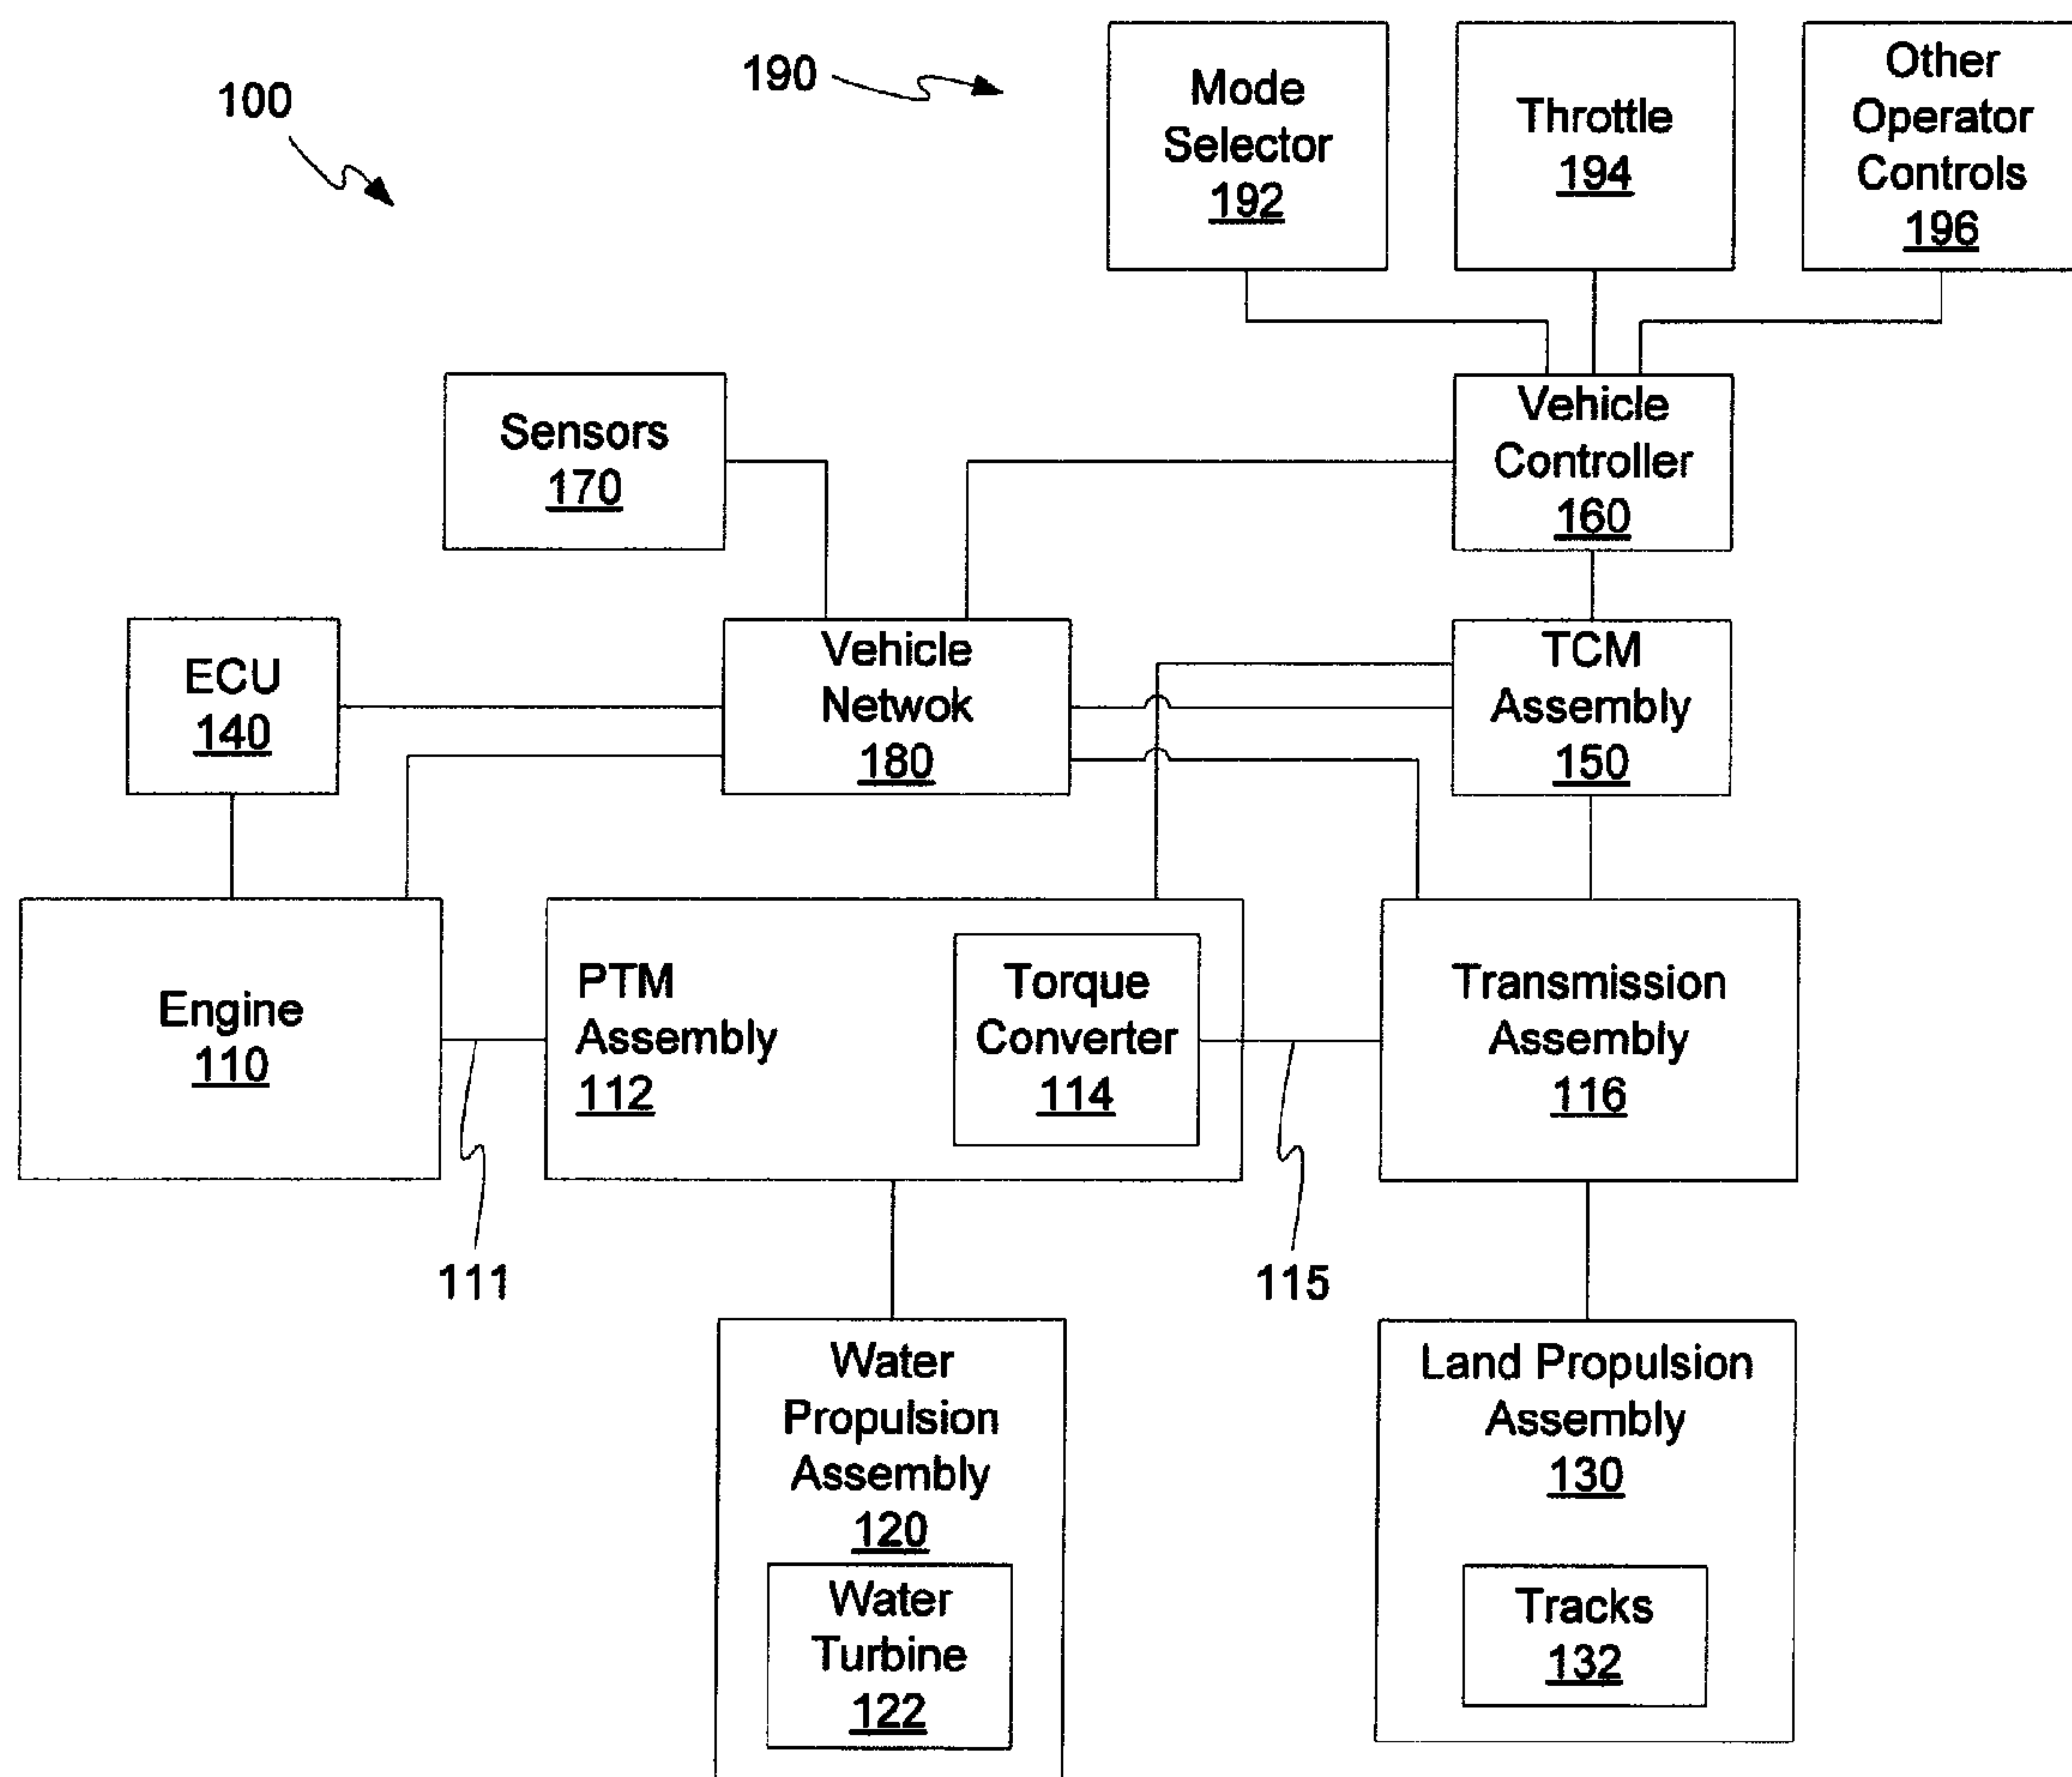 100
190
Mode
Selector
192
Throttle
194
Other
Operator
Controls
196
Sensors
170
Vehicle
Controller
160
ECU
140
Vehicle
Netwok
180
TCM
Assembly
150
Engine
110
PTM
Assembly
112
Torque
Converter
114
Transmission
Assembly
116
111
115
Water
Propulsion
Assembly
120
Water
Turbine
122
Land Propulsion
Assembly
130
Tracks
132